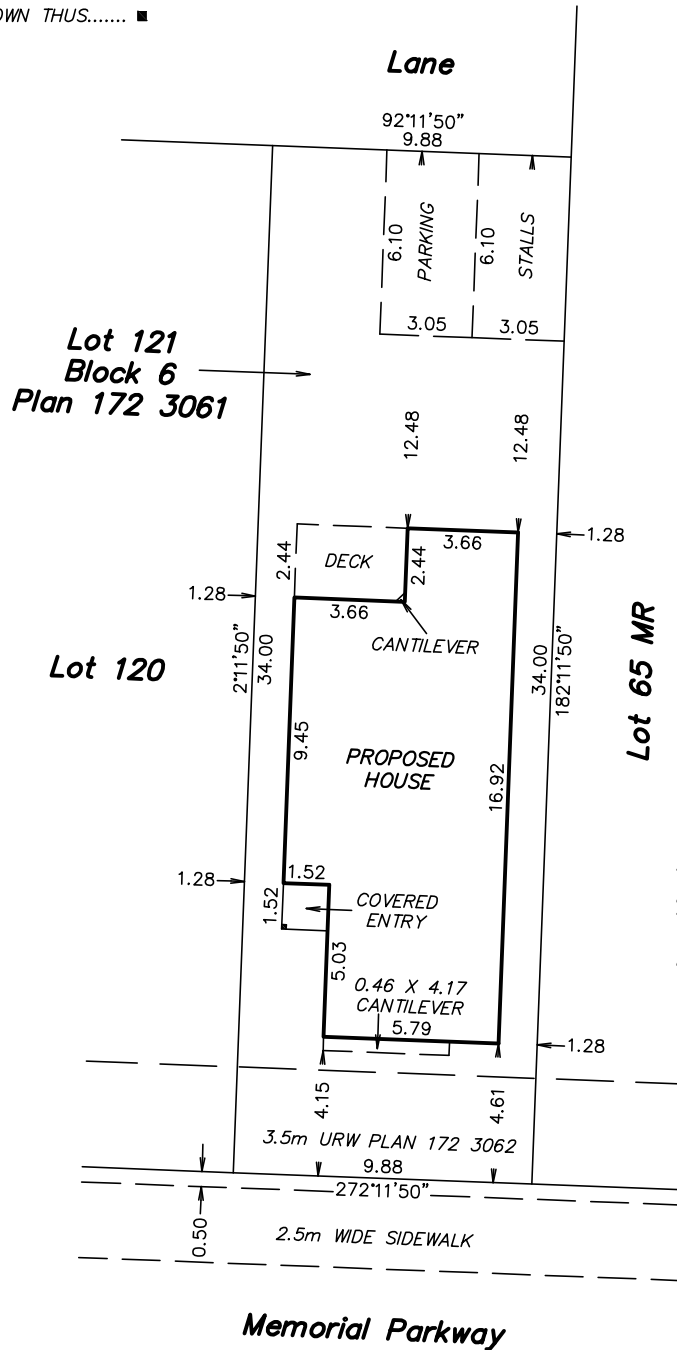 OWN THUS....... ■
Lane
92°11'50"
9.88
6.10
PARKING
6.10
STALLS
3.05
3.05
Lot 121
Block 6
Plan 172 3061
12.48
12.48
1.28
3.66
2.44
DECK
2.44
1.28
3.66
CANTILEVER
Lot 120
2°11'50"
34.00
34.00
182°11'50"
Lot 65 MR
9.45
PROPOSED
HOUSE
16.92
1.28
1.52
1.52
COVERED
ENTRY
5.03
0.46 X 4.17
CANTILEVER
5.79
1.28
4.15
4.61
3.5m URW PLAN 172 3062
9.88
272°11'50"
0.50
2.5m WIDE SIDEWALK
Memorial Parkway